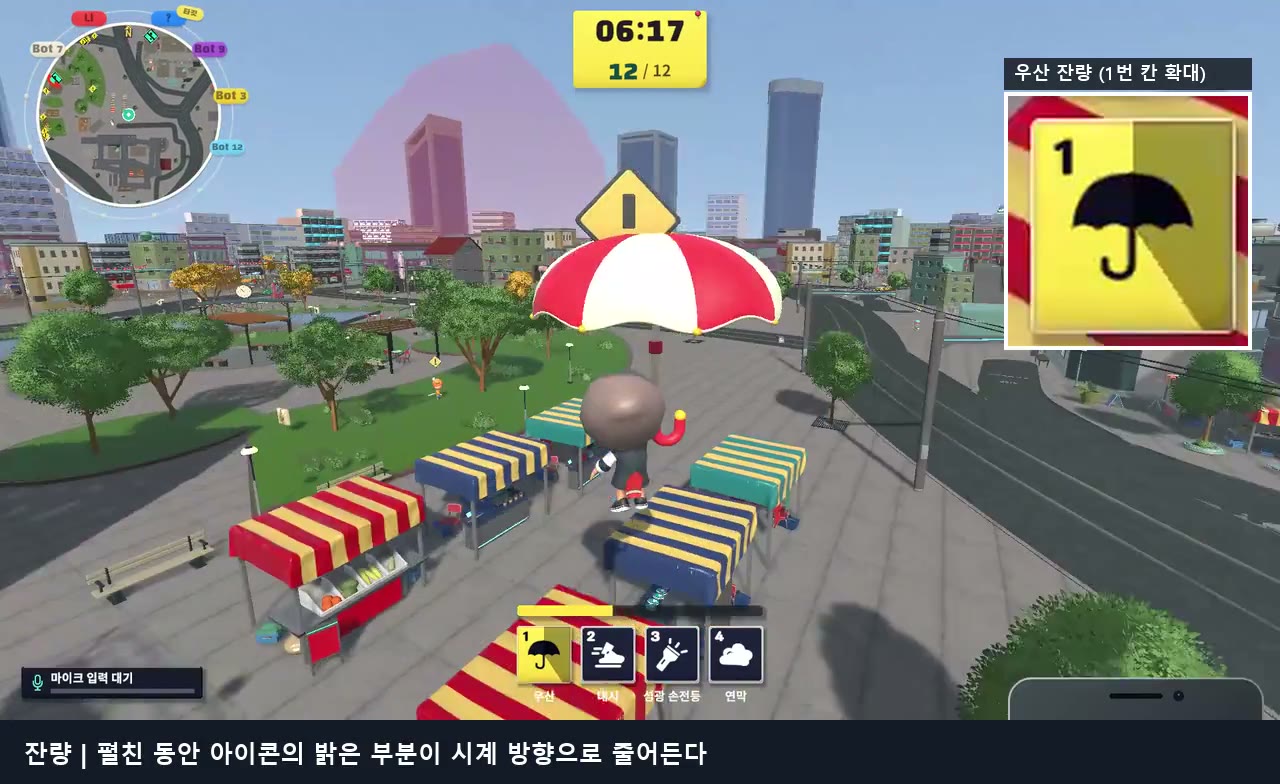 LI
?
타깃
Bot 7
N
Bot 9
Bot 3
Bot 12
06:17
12 / 12
우산 잔량 (1번 칸 확대)
1
마이크 입력 대기
1
2
3
4
우산
대시
섬광 손전등
연막
잔량 | 펼친 동안 아이콘의 밝은 부분이 시계 방향으로 줄어든다